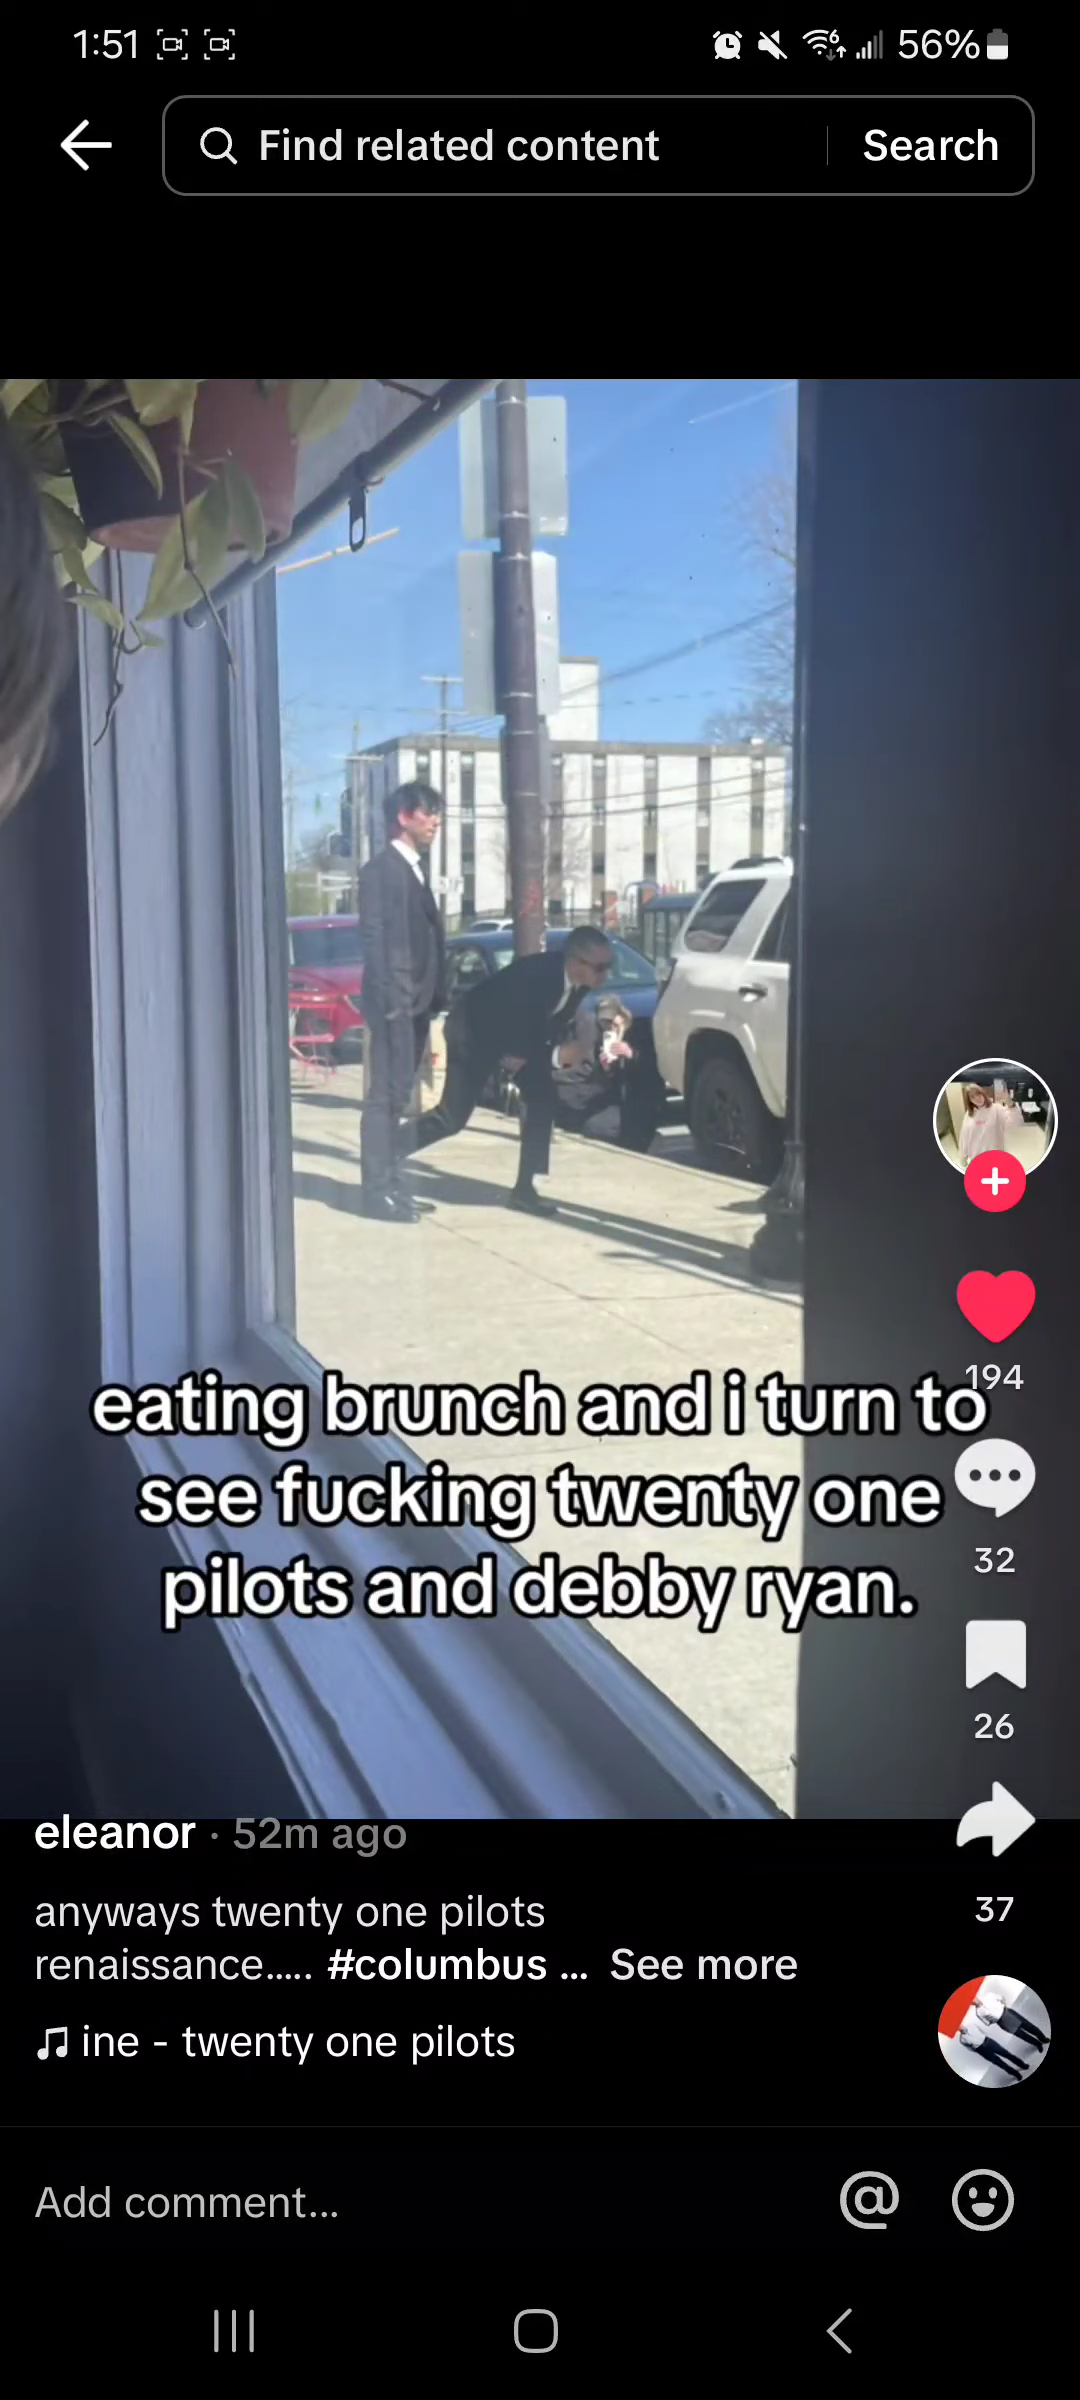 1:51
56%
Find related content
Search
eating brunch and i turn to
see fucking twenty one
pilots and debby ryan.
194
32
26
37
eleanor · 52m ago
anyways twenty one pilots
renaissance..... #columbus ... See more
ine - twenty one pilots
Add comment...